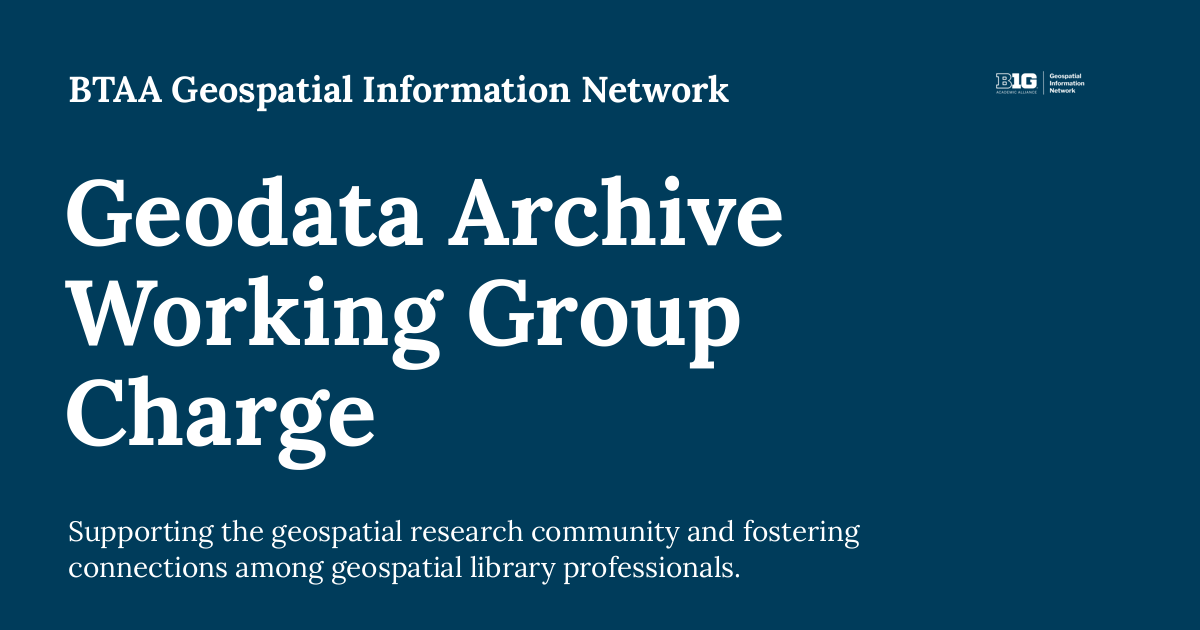 BTAA Geospatial Information Network
B1G
ACADEMIC ALLIANCE
Geospatial
Information
Network
Geodata Archive
Working Group
Charge
Supporting the geospatial research community and fostering
connections among geospatial library professionals.